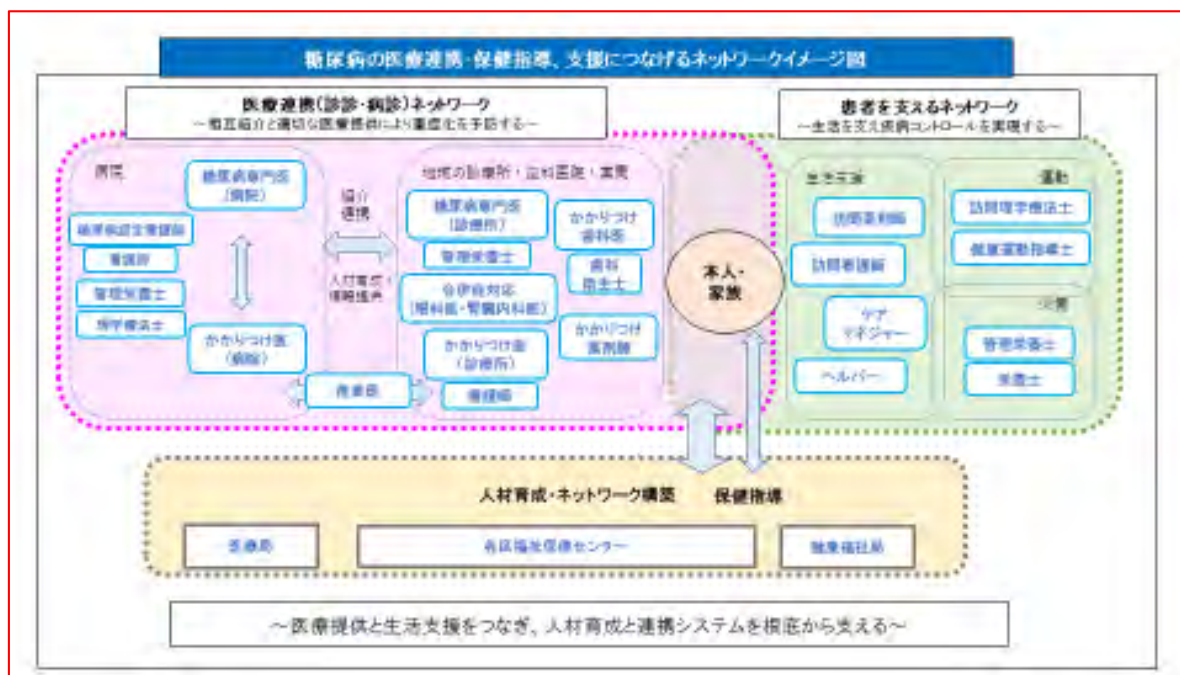 糖尿病の医療連携・保健指導、支援につなげるネットワークイメージ図
医療連携(診診・病診)ネットワーク
～相互紹介と適切な医療提供により重症化を予防する～
患者を支えるネットワーク
～生活を支え疾病コントロールを実現する～
病院
糖尿病専門医
(病院)
糖尿病認定看護師
看護師
管理栄養士
理学療法士
かかりつけ医
(病院)
紹介
連携
人材育成・
情報提供
産業医
地域の診療所・歯科医院・薬局
糖尿病専門医
(診療所)
管理栄養士
合併症対応
(眼科医・腎臓内科医)
かかりつけ医
(診療所)
看護師
かかりつけ
歯科医
歯科
衛生士
かかりつけ
薬剤師
本人・
家族
生活支援
訪問薬剤師
訪問看護師
ケア
マネジャー
ヘルパー
運動
訪問理学療法士
健康運動指導士
管理栄養士
栄養士
人材育成・ネットワーク構築
保健指導
医療局
各区福祉保健センター
健康福祉局
～医療提供と生活支援をつなぎ、人材育成と連携システムを根底から支える～